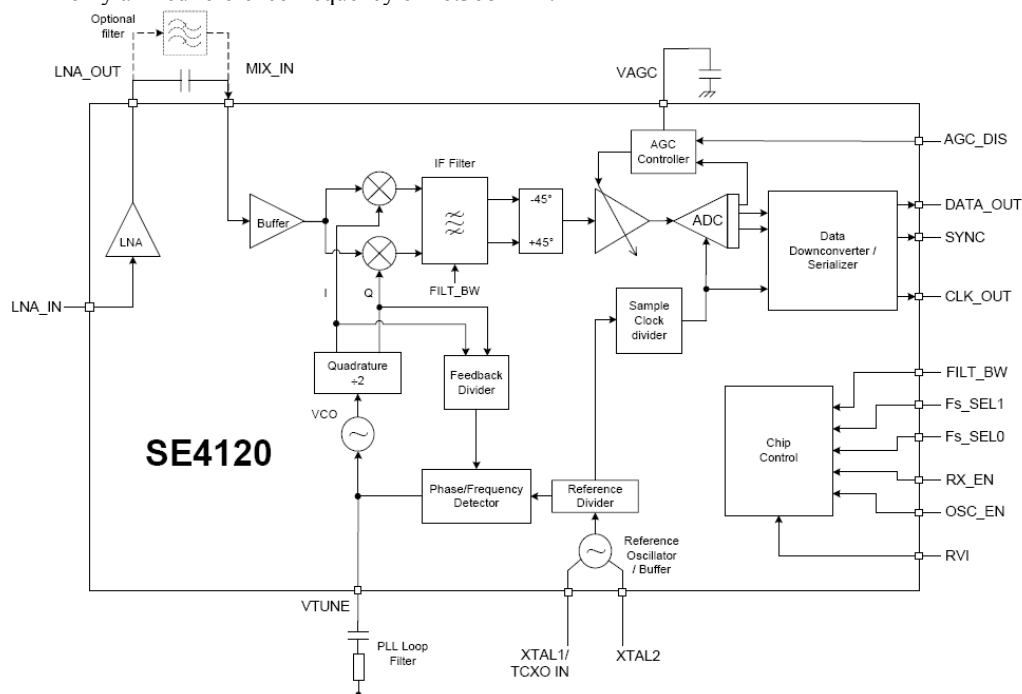 Optional
filter
LNA_OUT
MIX_IN
VAGC
AGC
Controller
AGC_DIS
IF Filter
-45°
+45°
Buffer
LNA
ADC
Data
Downconverter /
Serializer
DATA_OUT
SYNC
CLK_OUT
LNA_IN
I
Q
FILT_BW
Sample
Clock
divider
Quadrature
÷2
Feedback
Divider
VCO
SE4120
Phase/Frequency
Detector
Reference
Divider
Reference
Oscillator
/ Buffer
Chip
Control
FILT_BW
Fs_SEL1
Fs_SEL0
RX_EN
OSC_EN
RVI
VTUNE
PLL Loop
Filter
XTAL1/
TCXO IN
XTAL2